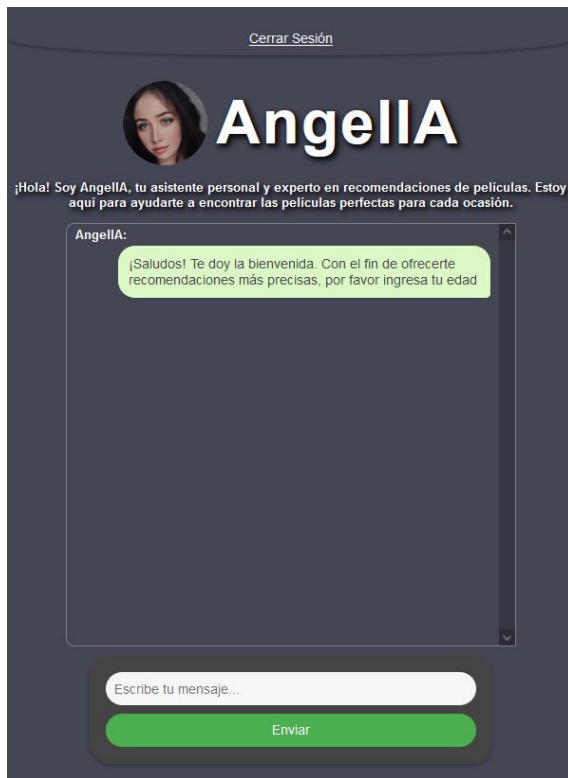 Cerrar Sesión
AngelIA
¡Hola! Soy AngelIA, tu asistente personal y experto en recomendaciones de películas. Estoy
aquí para ayudarte a encontrar las películas perfectas para cada ocasión.
AngelIA:
¡Saludos! Te doy la bienvenida. Con el fin de ofrecerte
recomendaciones más precisas, por favor ingresa tu edad
Escribe tu mensaje...
Enviar